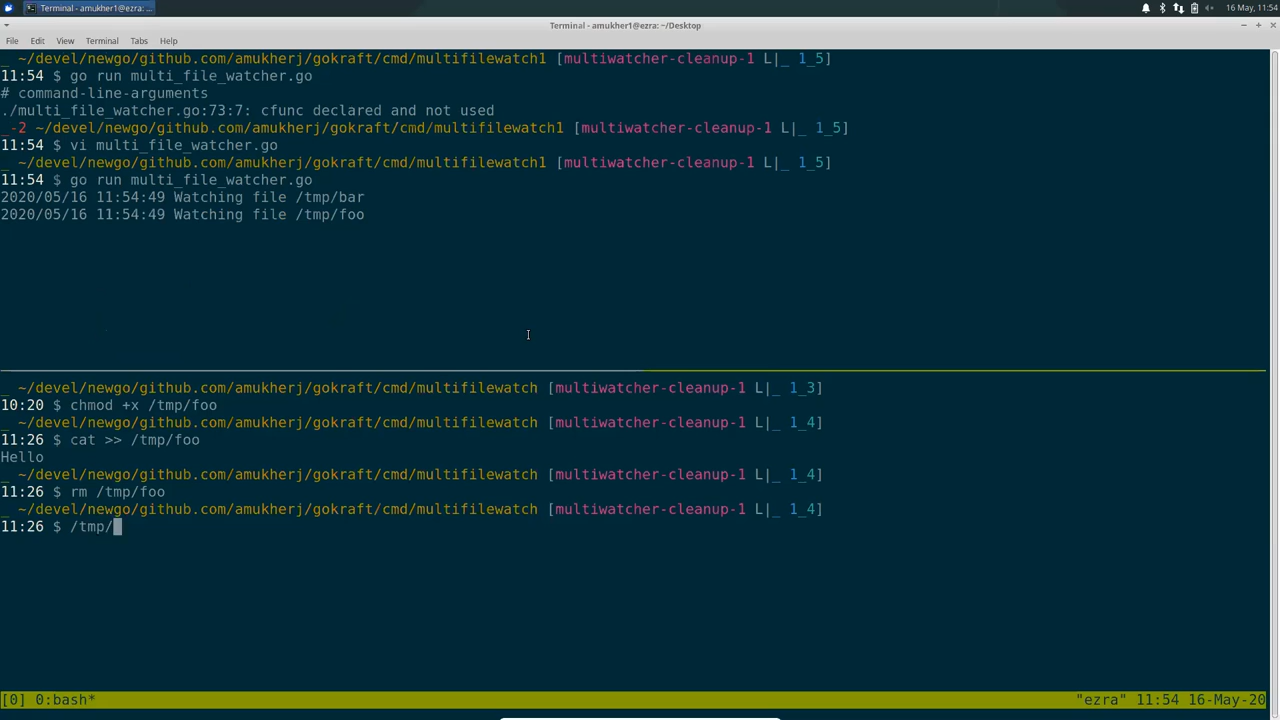 Terminal - amukher1@ezra: ...
16 May, 11:54
Terminal - amukher1@ezra: ~/Desktop
File Edit View Terminal Tabs Help
_ ~/devel/newgo/github.com/amukherj/gokraft/cmd/multifilewatch1 [multiwatcher-cleanup-1 L|_ 1_5]
11:54 $ go run multi_file_watcher.go
# command-line-arguments
./multi_file_watcher.go:73:7: cfunc declared and not used
_-2 ~/devel/newgo/github.com/amukherj/gokraft/cmd/multifilewatch1 [multiwatcher-cleanup-1 L|_ 1_5]
11:54 $ vi multi_file_watcher.go
_ ~/devel/newgo/github.com/amukherj/gokraft/cmd/multifilewatch1 [multiwatcher-cleanup-1 L|_ 1_5]
11:54 $ go run multi_file_watcher.go
2020/05/16 11:54:49 Watching file /tmp/bar
2020/05/16 11:54:49 Watching file /tmp/foo
_ ~/devel/newgo/github.com/amukherj/gokraft/cmd/multifilewatch [multiwatcher-cleanup-1 L|_ 1_3]
10:20 $ chmod +x /tmp/foo
_ ~/devel/newgo/github.com/amukherj/gokraft/cmd/multifilewatch [multiwatcher-cleanup-1 L|_ 1_4]
11:26 $ cat >> /tmp/foo
Hello
_ ~/devel/newgo/github.com/amukherj/gokraft/cmd/multifilewatch [multiwatcher-cleanup-1 L|_ 1_4]
11:26 $ rm /tmp/foo
_ ~/devel/newgo/github.com/amukherj/gokraft/cmd/multifilewatch [multiwatcher-cleanup-1 L|_ 1_4]
11:26 $ /tmp/
[0] 0:bash* "ezra" 11:54 16-May-20